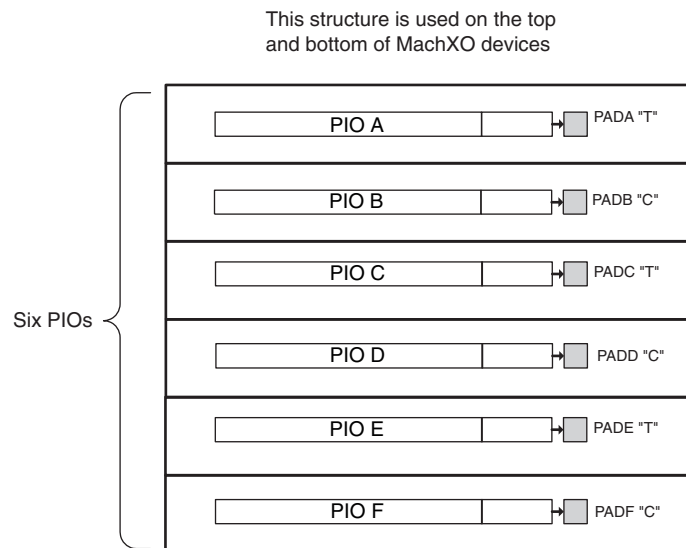 This structure is used on the top
and bottom of MachXO devices
PIO A
PADA "T"
PIO B
PADB "C"
PIO C
PADC "T"
Six PIOs
PIO D
PADD "C"
PIO E
PADE "T"
PIO F
PADF "C"